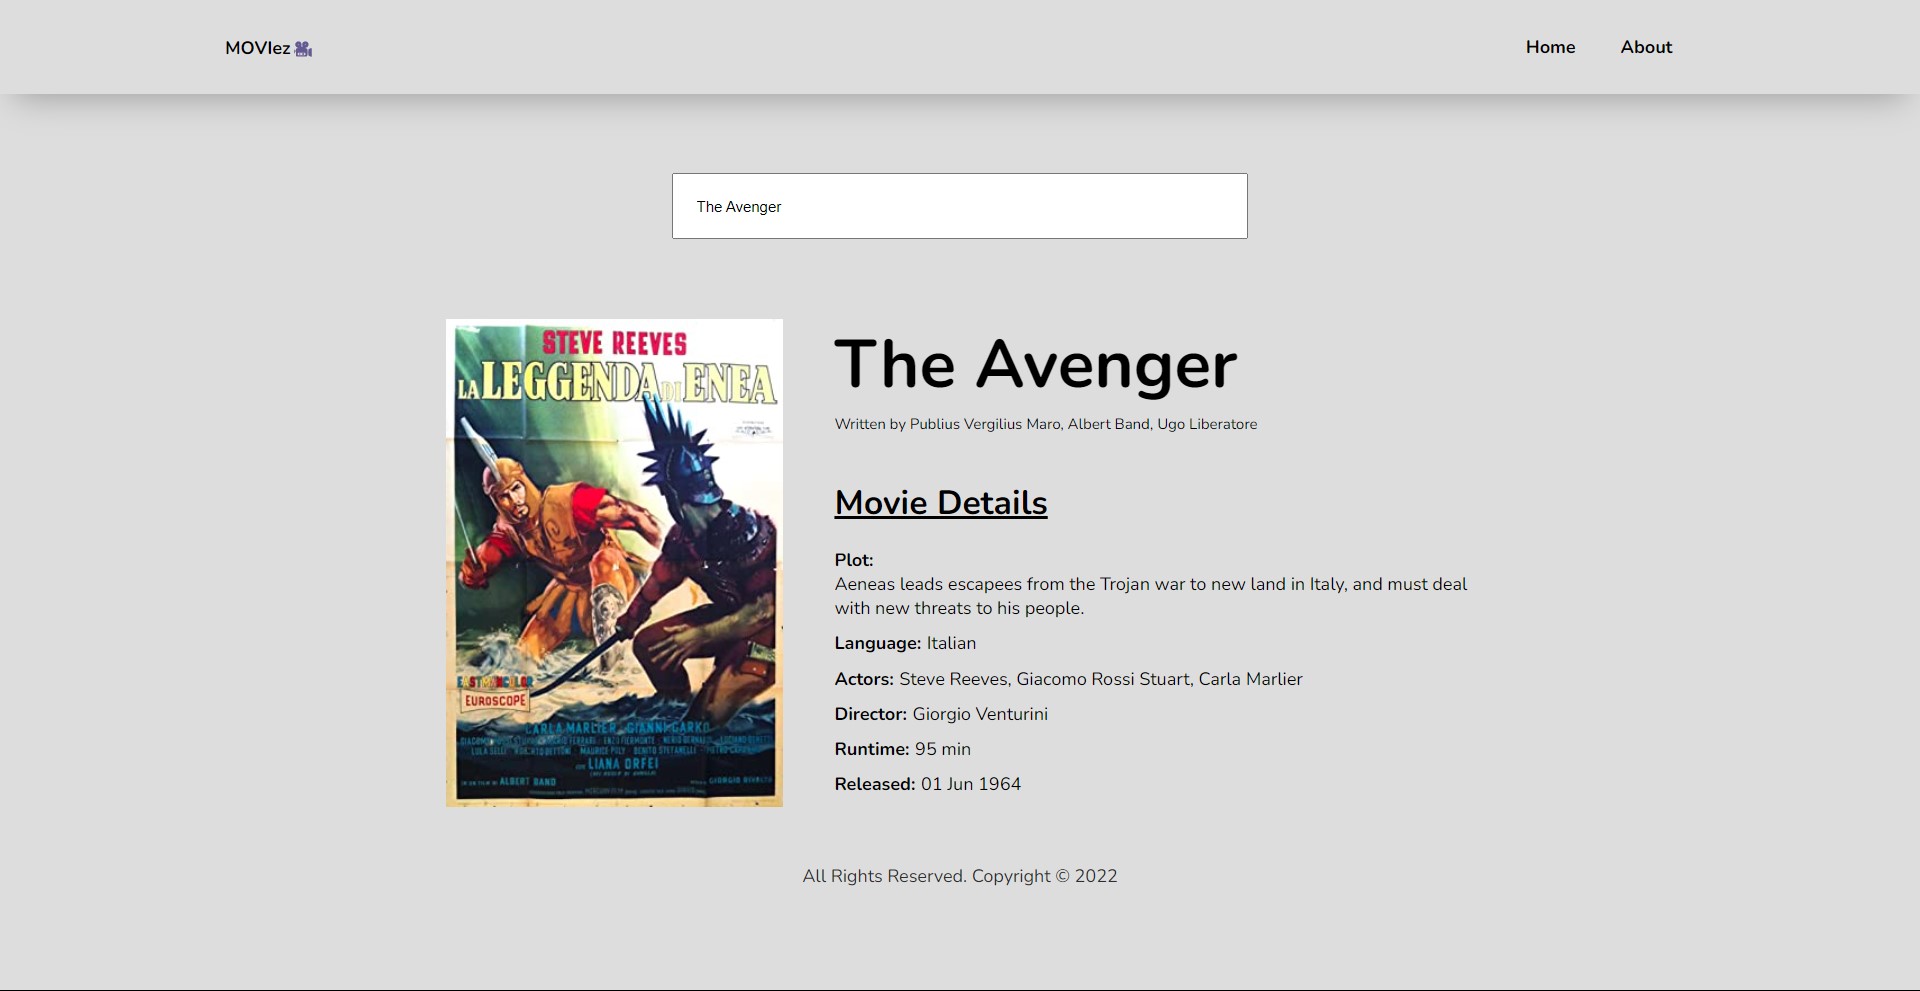 MOVIez
Home
About
The Avenger
STEVE REEVES
LA LEGGENDA DI ENEA
EASTMANCOLOR
EUROSCOPE
CARLA MARLIER · GIANNI GARKO
LIANA ORFEI
ALBERT BAND
The Avenger
Written by Publius Vergilius Maro, Albert Band, Ugo Liberatore
Movie Details
Plot:
Aeneas leads escapees from the Trojan war to new land in Italy, and must deal
with new threats to his people.
Language: Italian
Actors: Steve Reeves, Giacomo Rossi Stuart, Carla Marlier
Director: Giorgio Venturini
Runtime: 95 min
Released: 01 Jun 1964
All Rights Reserved. Copyright © 2022